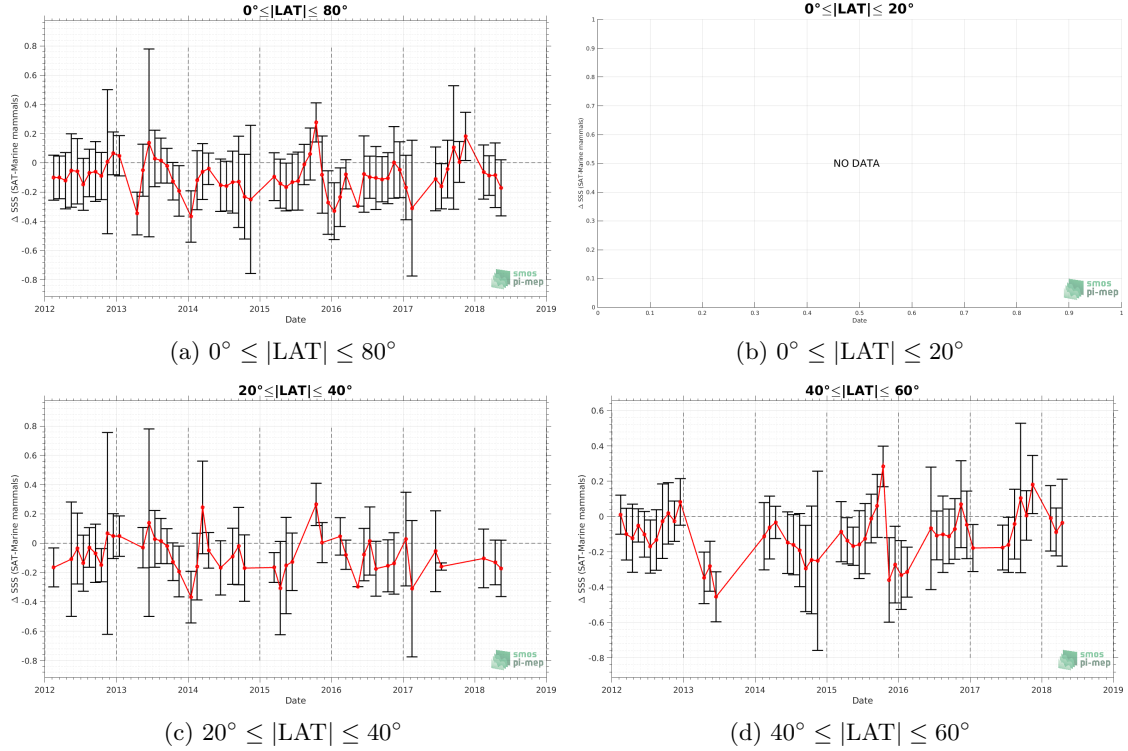 0°≤|LAT|≤ 80°
Δ SSS (SAT-Marine mammals)
0.8
0.6
0.4
0.2
0
-0.2
-0.4
-0.6
-0.8
2012 2013 2014 2015 2016 2017 2018 2019
Date
smos
pi-mep
(a) 0° ≤ |LAT| ≤ 80°
0°≤|LAT|≤ 20°
Δ SSS (SAT-Marine mammals)
1
0.9
0.8
0.7
0.6
0.5
0.4
0.3
0.2
0.1
0
NO DATA
0 0.1 0.2 0.3 0.4 0.5 0.6 0.7 0.8 0.9 1
Date
smos
pi-mep
(b) 0° ≤ |LAT| ≤ 20°
20°≤|LAT|≤ 40°
Δ SSS (SAT-Marine mammals)
0.8
0.6
0.4
0.2
0
-0.2
-0.4
-0.6
-0.8
2012 2013 2014 2015 2016 2017 2018 2019
Date
smos
pi-mep
(c) 20° ≤ |LAT| ≤ 40°
40°≤|LAT|≤ 60°
Δ SSS (SAT-Marine mammals)
0.6
0.4
0.2
0
-0.2
-0.4
-0.6
-0.8
2012 2013 2014 2015 2016 2017 2018 2019
Date
smos
pi-mep
(d) 40° ≤ |LAT| ≤ 60°